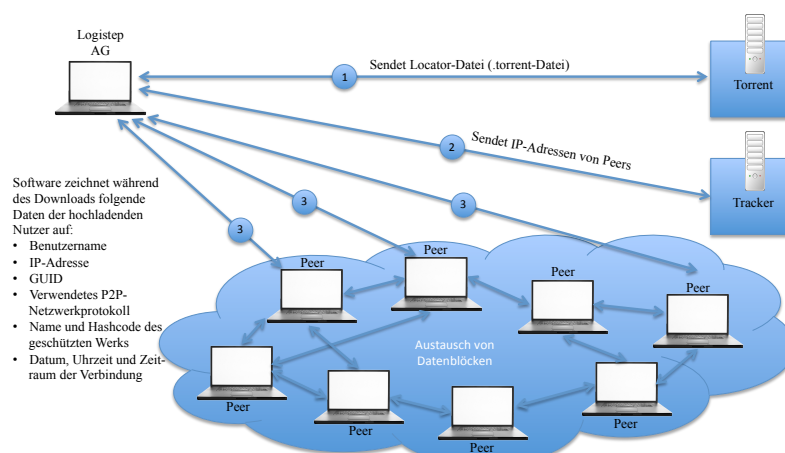 Logistep
AG
1
Sendet Locator-Datei (.torrent-Datei)
Torrent
2
Sendet IP-Adressen von Peers
Tracker
3
3
3
Software zeichnet während
des Downloads folgende
Daten der hochladenden
Nutzer auf:
• Benutzername
• IP-Adresse
• GUID
• Verwendetes P2P-
Netzwerkprotokoll
• Name und Hashcode des
geschützten Werks
• Datum, Uhrzeit und Zeit-
raum der Verbindung
Peer
Peer
Peer
Peer
Austausch von
Datenblöcken
Peer
Peer
Peer
Peer